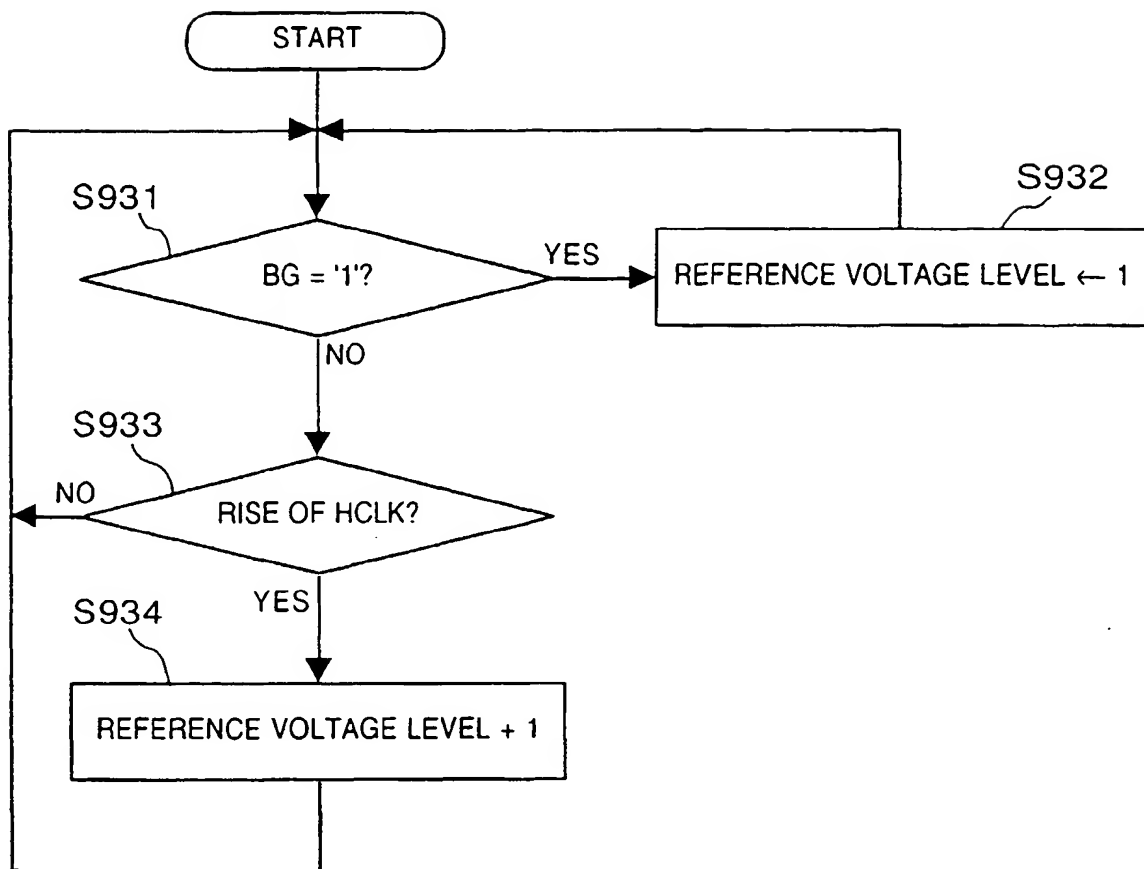 START
S931
S932
BG = '1'?
YES
REFERENCE VOLTAGE LEVEL ← 1
NO
S933
NO
RISE OF HCLK?
YES
S934
REFERENCE VOLTAGE LEVEL + 1